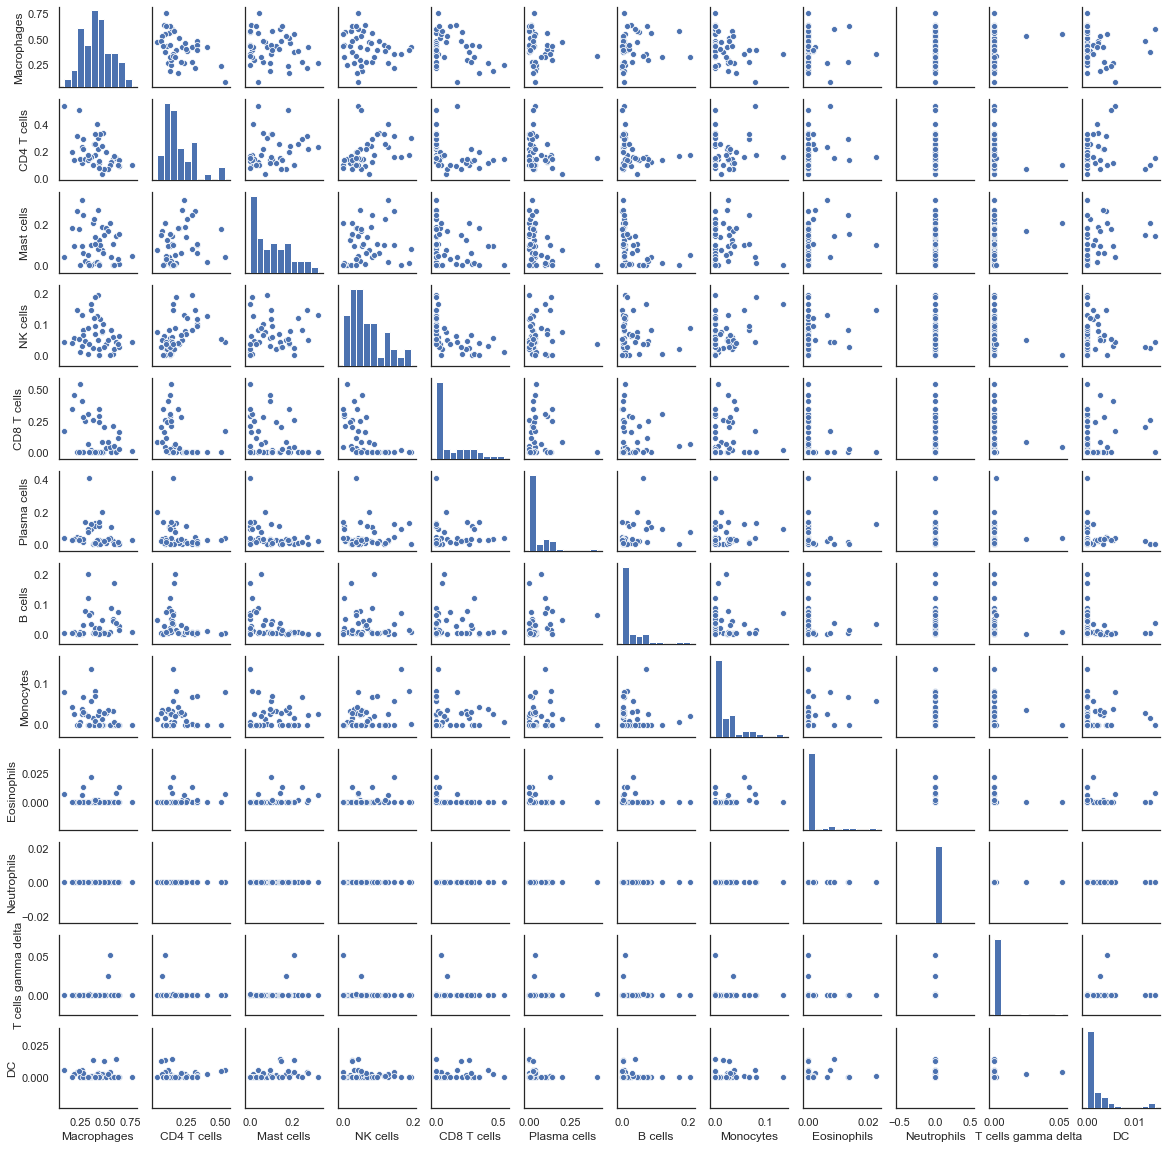 Macrophages
0.75
0.50
0.25
CD4 T cells
0.4
0.2
0.0
Mast cells
0.2
0.0
NK cells
0.2
0.1
0.0
CD8 T cells
0.50
0.25
0.00
Plasma cells
0.4
0.2
0.0
B cells
0.2
0.1
0.0
Monocytes
0.1
0.0
Eosinophils
0.025
0.000
Neutrophils
0.02
0.00
−0.02
T cells gamma delta
0.05
0.00
DC
0.025
0.000
0.25 0.50 0.75 0.25 0.50 0.0 0.2 0.0 0.2 0.0 0.5 0.00 0.25 0.0 0.2 0.0 0.1 0.00 0.02 −0.5 0.0 0.5 0.00 0.05 0.00 0.01
Macrophages CD4 T cells Mast cells NK cells CD8 T cells Plasma cells B cells Monocytes Eosinophils Neutrophils T cells gamma delta DC